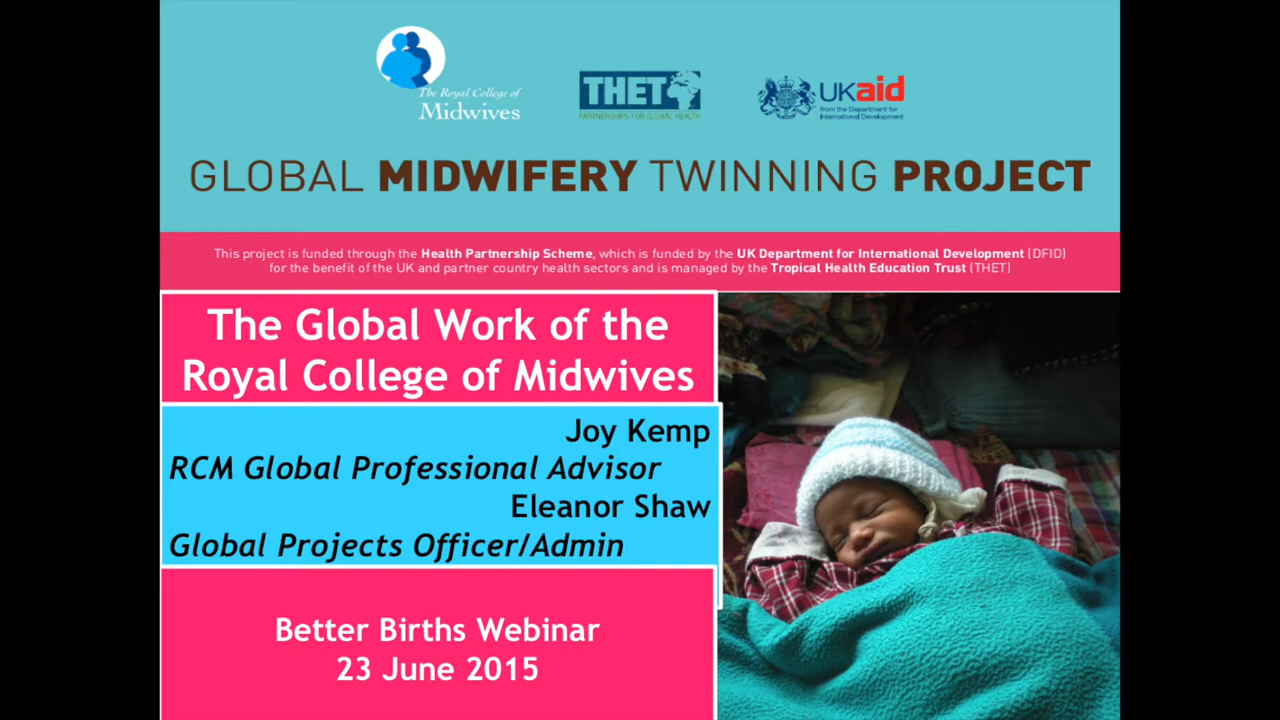 The Royal College of
Midwives
THET
PARTNERSHIPS FOR GLOBAL HEALTH
UKaid
from the Department for
International Development
GLOBAL MIDWIFERY TWINNING PROJECT
This project is funded through the Health Partnership Scheme, which is funded by the UK Department for International Development (DFID)
for the benefit of the UK and partner country health sectors and is managed by the Tropical Health Education Trust (THET)
The Global Work of the
Royal College of Midwives
Joy Kemp
RCM Global Professional Advisor
Eleanor Shaw
Global Projects Officer/Admin
Better Births Webinar
23 June 2015